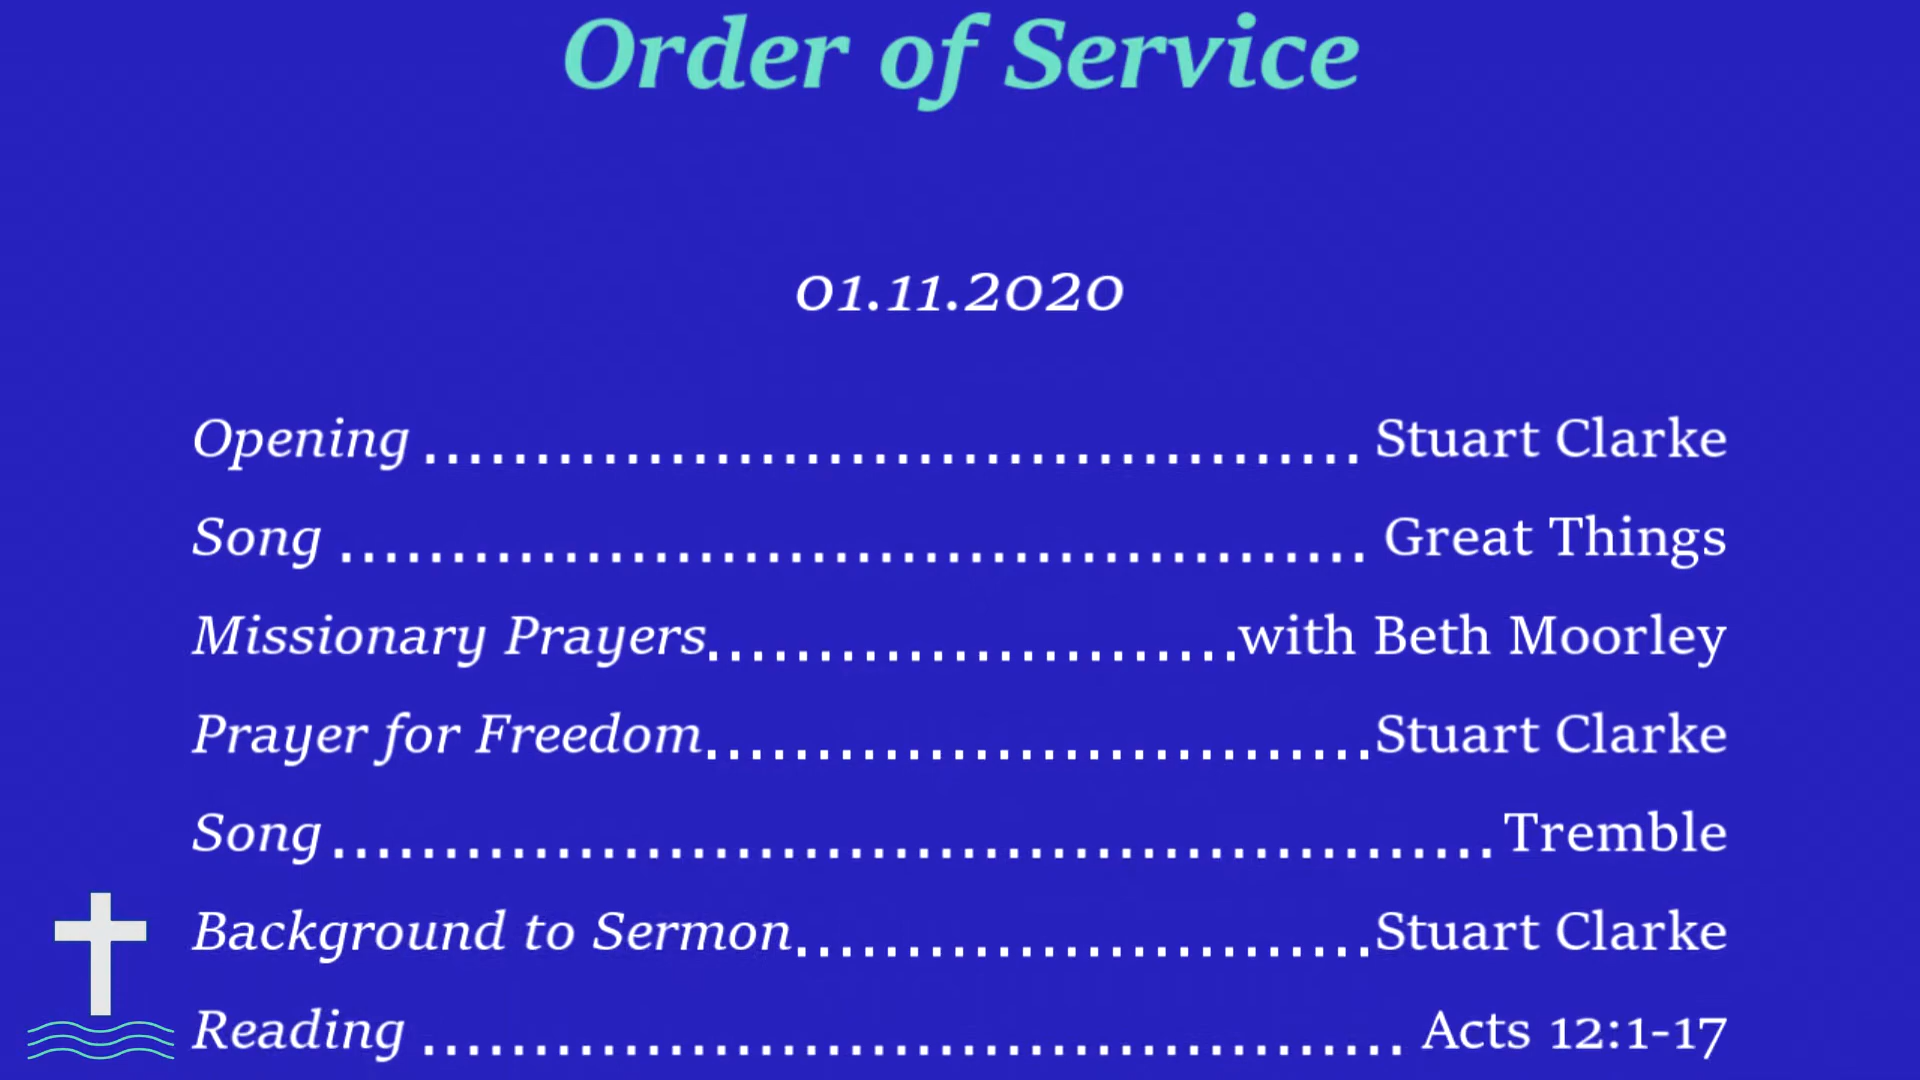 Order of Service
01.11.2020
Opening .......................................... Stuart Clarke
Song .............................................. Great Things
Missionary Prayers........................with Beth Moorley
Prayer for Freedom..............................Stuart Clarke
Song.................................................... Tremble
Background to Sermon..........................Stuart Clarke
Reading ............................................ Acts 12:1-17